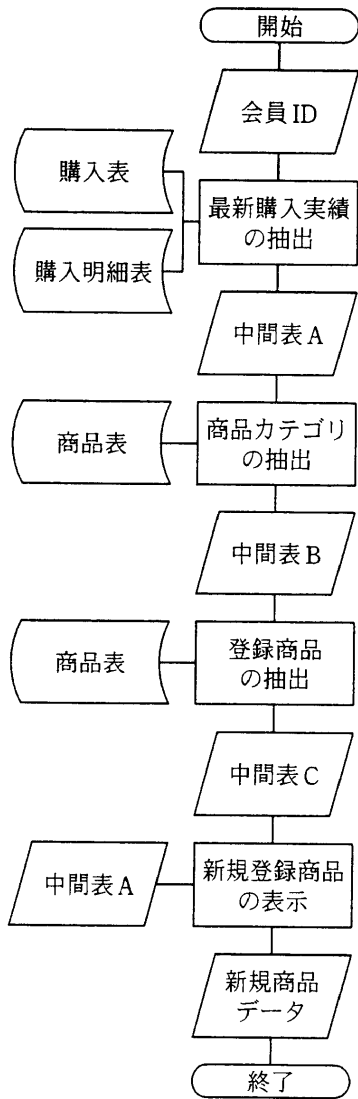 開始
会員ID
購入表
最新購入実績
の抽出
購入明細表
中間表A
商品表
商品カテゴリ
の抽出
中間表B
商品表
登録商品
の抽出
中間表C
中間表A
新規登録商品
の表示
新規商品
データ
終了